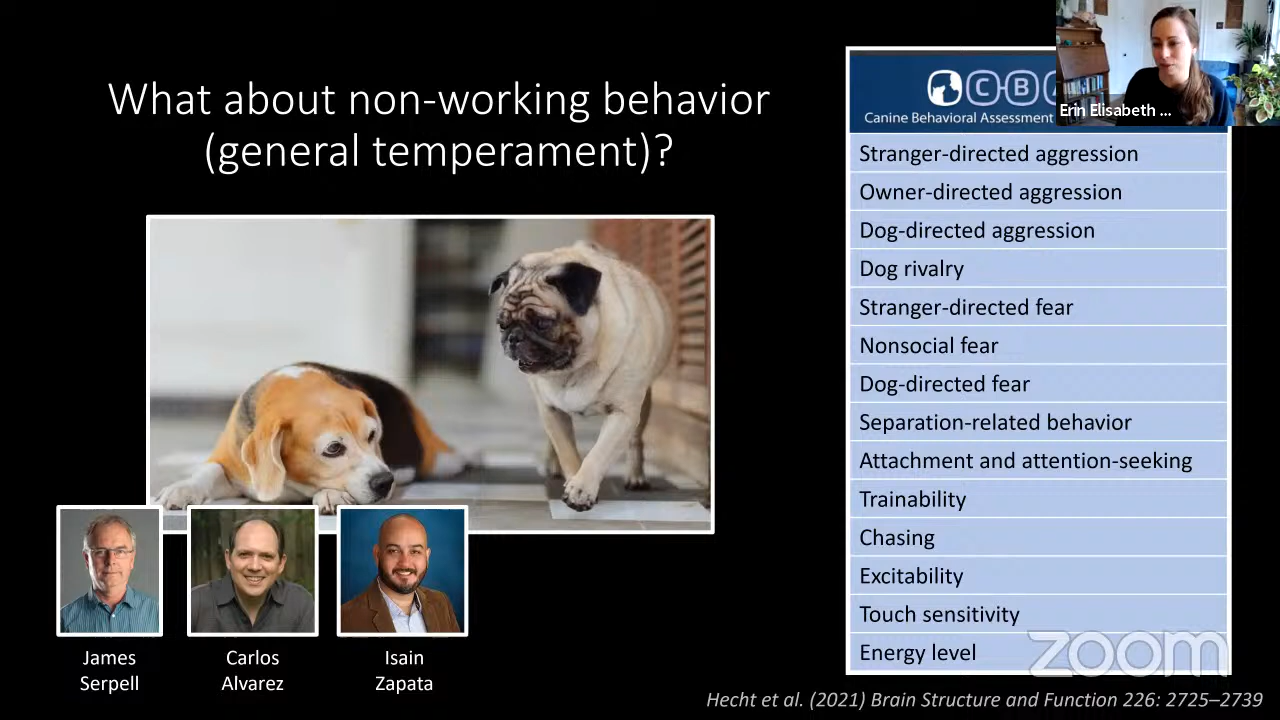 What about non-working behavior
(general temperament)?
C-B-
Canine Behavioral Assessment
Erin Elisabeth ...
Stranger-directed aggression
Owner-directed aggression
Dog-directed aggression
Dog rivalry
Stranger-directed fear
Nonsocial fear
Dog-directed fear
Separation-related behavior
Attachment and attention-seeking
Trainability
Chasing
Excitability
Touch sensitivity
Energy level
zoom
James
Serpell
Carlos
Alvarez
Isain
Zapata
Hecht et al. (2021) Brain Structure and Function 226: 2725–2739